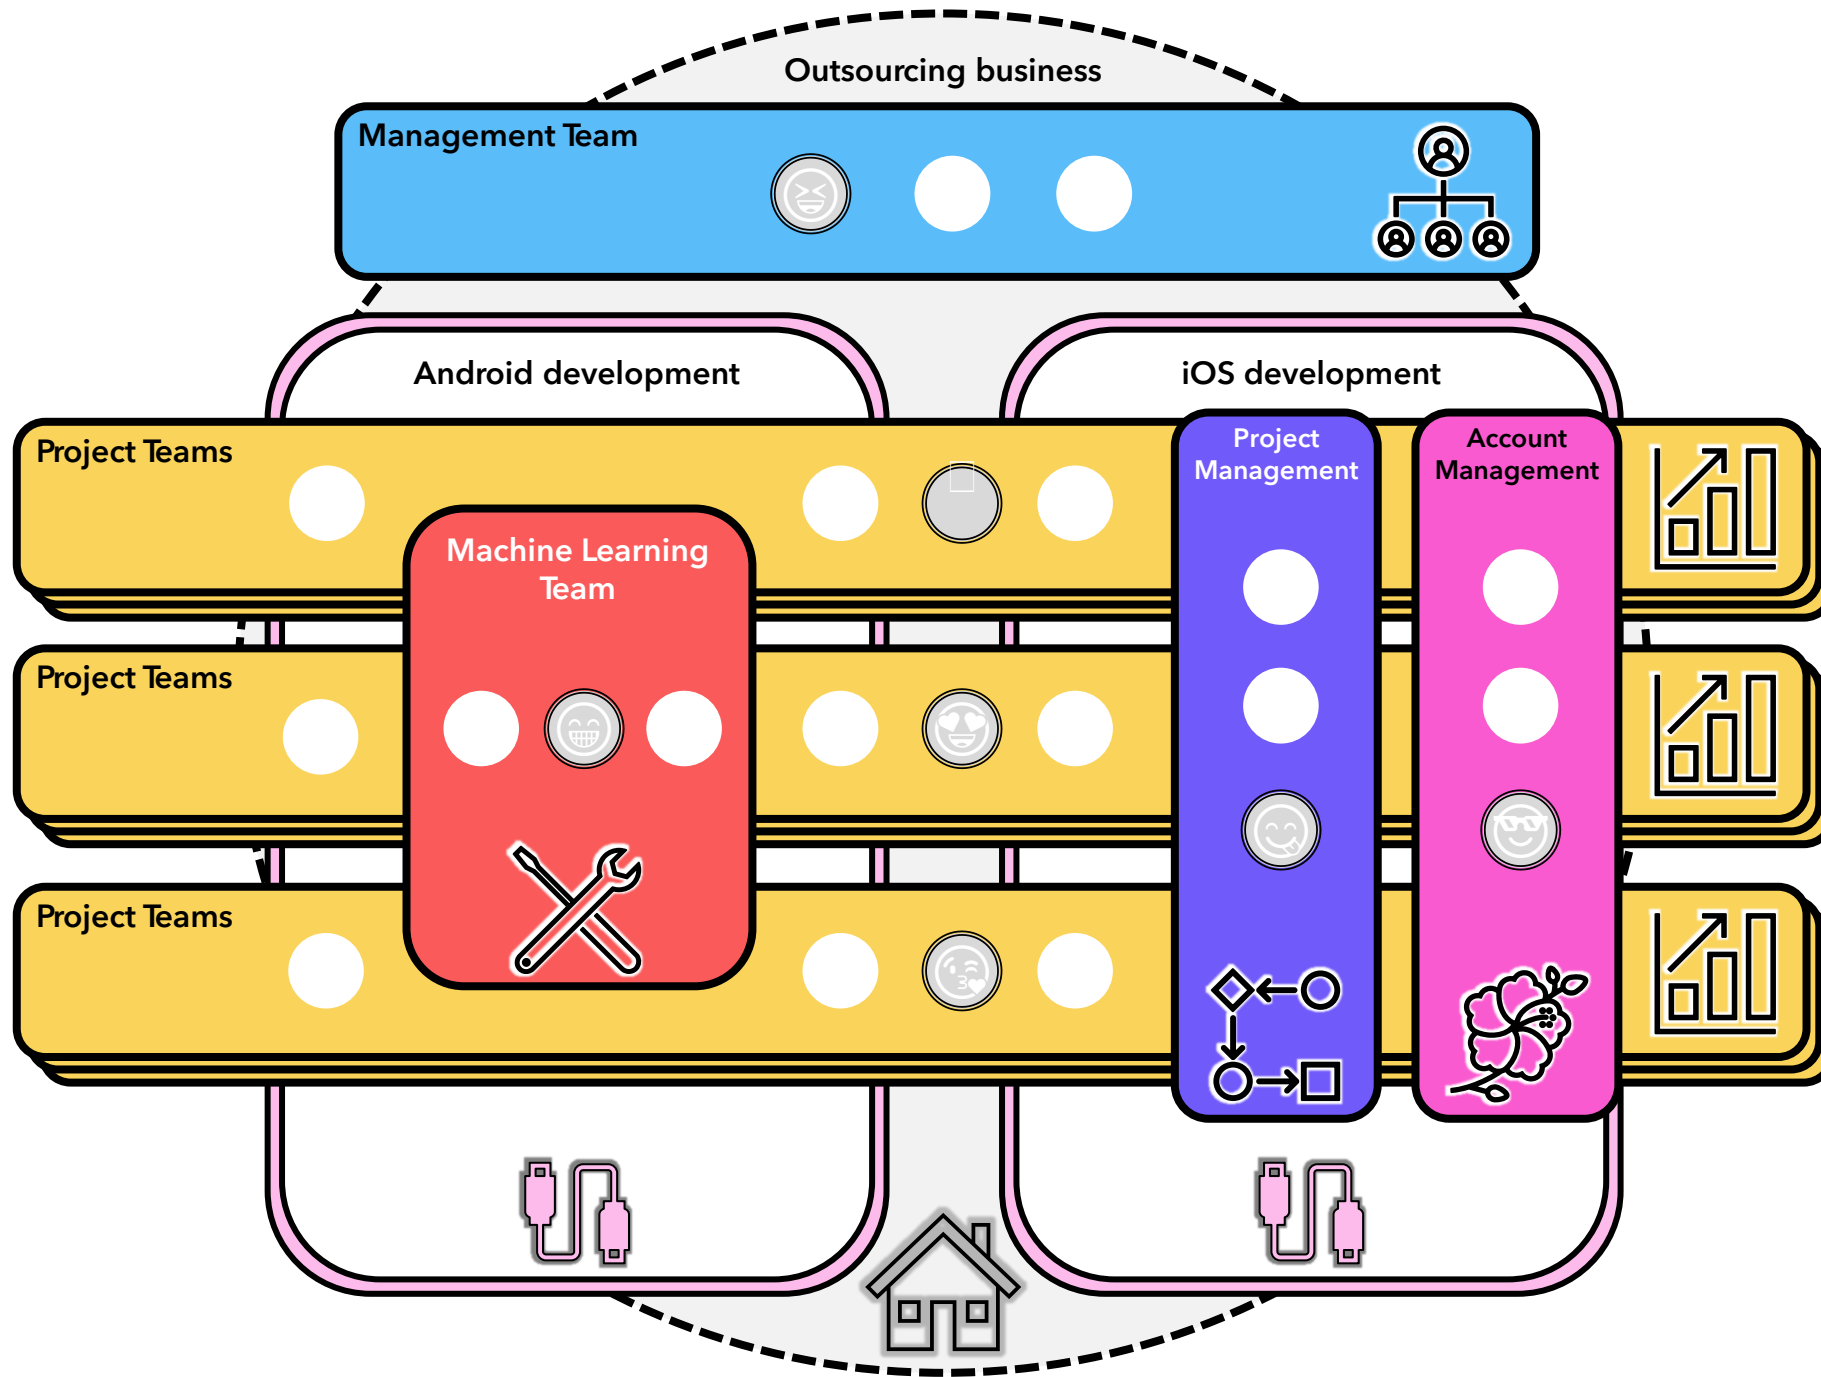 Outsourcing business
Management Team
Android development
iOS development
Project Teams
Project
Management
Account
Management
Machine Learning
Team
Project Teams
Project Teams